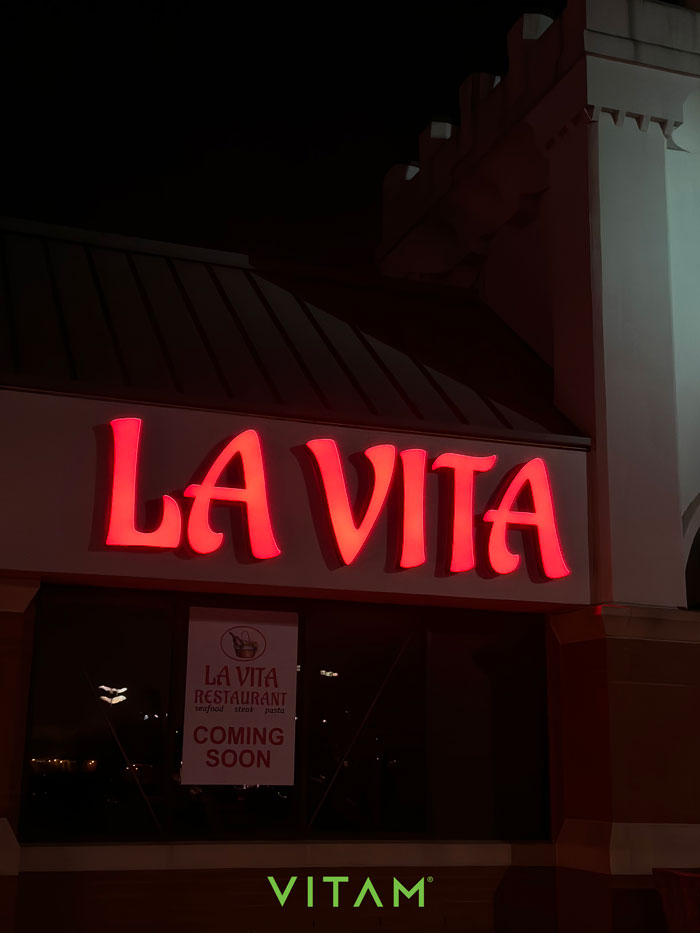 LA VITA
LA VITA
RESTAURANT
seafood steak pasta
COMING
SOON
VITAM®